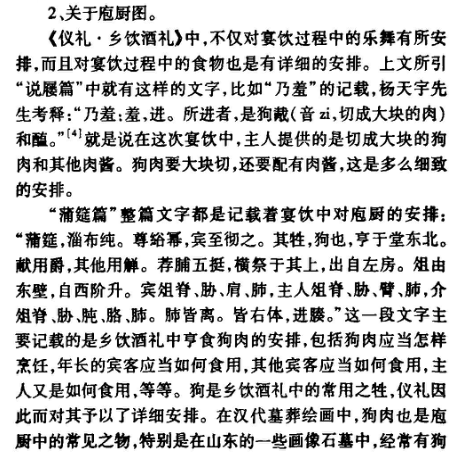 2、关于庖厨图。
《仪礼·乡饮酒礼》中,不仅对宴饮过程中的乐舞有所安
排,而且对宴饮过程中的食物也是有详细的安排。上文所引
“说屦篇”中就有这样的文字,比如“乃羞”的记载,杨天宇先
生考释:“乃羞:羞,进。所进者,是狗胾(音 zi,切成大块的肉)
和醢。”[4]就是说在这次宴饮中,主人提供的是切成大块的狗
肉和其他肉酱。狗肉要大块切,还要配有肉酱,这是多么细致
的安排。
“蒲筵篇”整篇文字都是记载着宴饮中对庖厨的安排:
“蒲筵,淄布纯。尊绤幂,宾至彻之。其牲,狗也,亨于堂东北。
献用爵,其他用觯。荐脯五挺,横祭于其上,出自左房。俎由
东壁,自西阶升。宾俎脊、胁、肩、肺,主人俎脊、胁、臂、肺,介
俎脊、胁、肫、胳、肺。肺皆离。皆右体,进腠。”这一段文字主
要记载的是乡饮酒礼中亨食狗肉的安排,包括狗肉应当怎样
烹饪,年长的宾客应当如何食用,其他宾客应当如何食用,主
人又是如何食用,等等。狗是乡饮酒礼中的常用之牲,仪礼因
此而对其予以了详细安排。在汉代墓葬绘画中,狗肉也是庖
厨中的常见之物,特别是在山东的一些画像石墓中,经常有狗